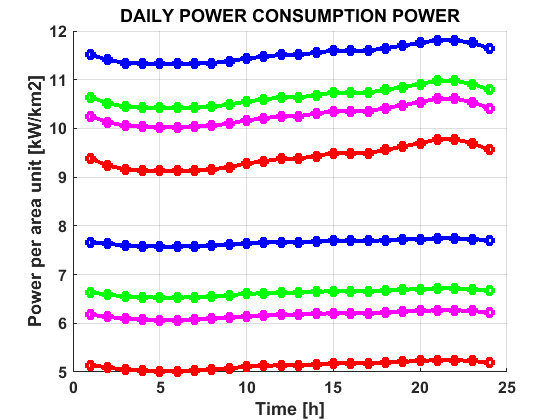 DAILY POWER CONSUMPTION POWER
Power per area unit [kW/km2]
12
11
10
9
8
7
6
5
0 5 10 15 20 25
Time [h]